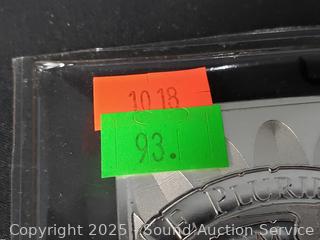 10 18
93.
E PLURI
Copyright 2025 - Sound Auction Service